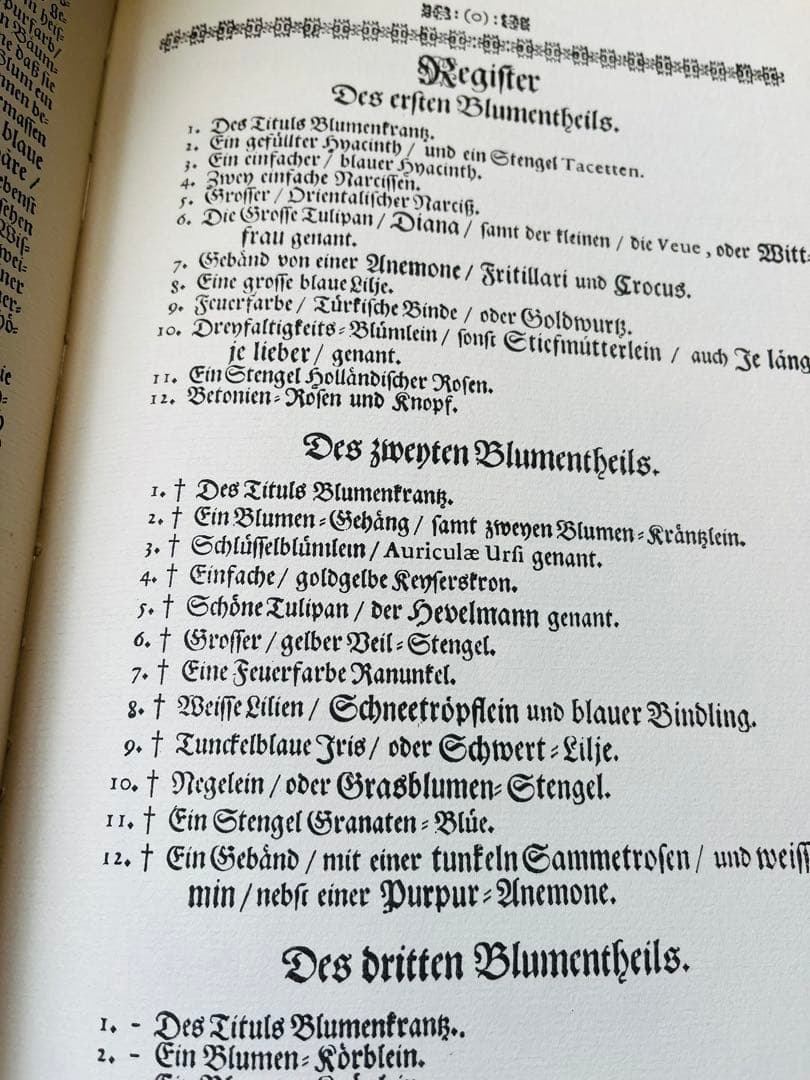 :(o):
Register
Des ersten Blumentheils.
1. Des Tituls Blumenkrantz.
2. Ein gefüllter Hyacinth / und ein Stengel Tacetten.
3. Ein einfacher / blauer Hyacinth.
4. Zwey einfache Narcissen.
5. Grosser / Orientalischer Narciß.
6. Die Grosse Tulipan / Diana / samt der kleinen / die Veue, oder Witt-
frau genant.
7. Gebänd von einer Anemone / Fritillari und Crocus.
8. Eine grosse blaue Lilje.
9. Feuerfarbe / Türkische Binde / oder Goldwurtz.
10. Dreyfaltigkeits-Blümlein / sonst Stiefmütterlein / auch Je läng
je lieber / genant.
11. Ein Stengel Holländischer Rosen.
12. Betonien-Rosen und Knopf.
Des zweyten Blumentheils.
1. † Des Tituls Blumenkrantz.
2. † Ein Blumen-Gehäng / samt zweyen Blumen-Kräntzlein.
3. † Schlüsselblümlein / Auriculæ Ursi genant.
4. † Einfache / goldgelbe Keyserskron.
5. † Schöne Tulipan / der Hevelmann genant.
6. † Grosser / gelber Veil-Stengel.
7. † Eine Feuerfarbe Ranunkel.
8. † Weisse Lilien / Schneetröpflein und blauer Bindling.
9. † Tunckelblaue Iris / oder Schwert-Lilje.
10. † Negelein / oder Grasblumen-Stengel.
11. † Ein Stengel Granaten-Blüe.
12. † Ein Gebänd / mit einer tunkeln Sammetrosen / und weiss
min / nebst einer Purpur-Anemone.
Des dritten Blumentheils.
1. - Des Tituls Blumenkrantz.
2. - Ein Blumen-Körblein.